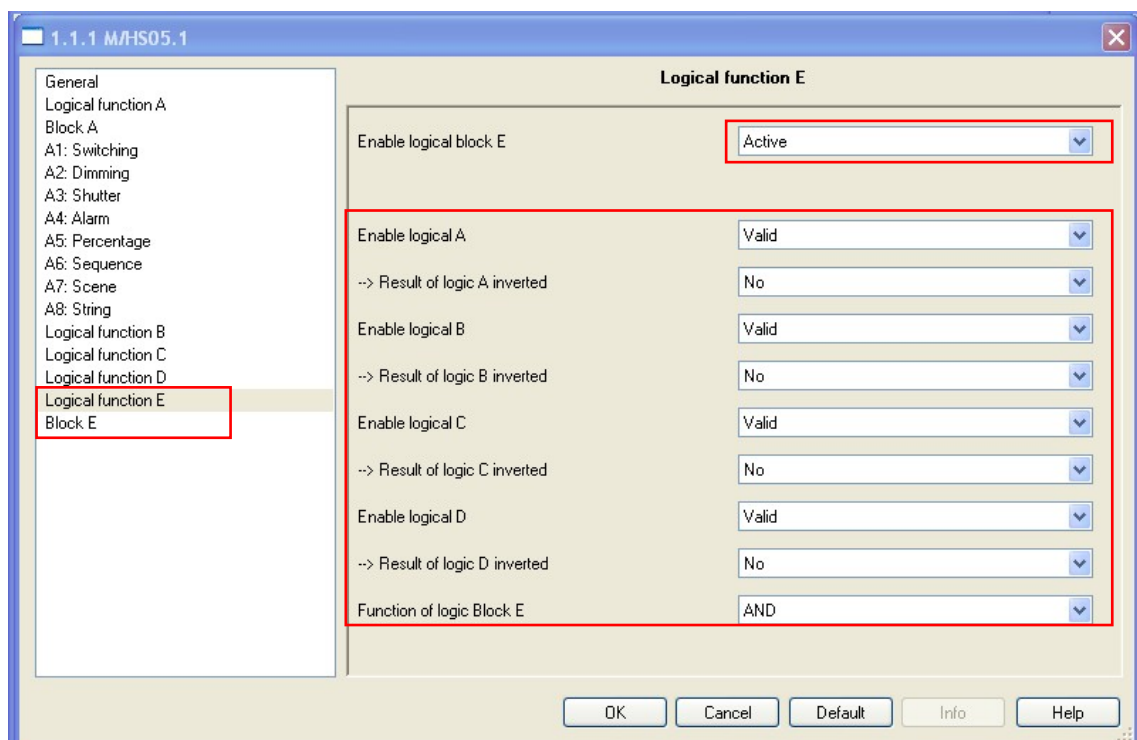 1.1.1 M/HS05.1
General
Logical function A
Block A
A1: Switching
A2: Dimming
A3: Shutter
A4: Alarm
A5: Percentage
A6: Sequence
A7: Scene
A8: String
Logical function B
Logical function C
Logical function D
Logical function E
Block E
Logical function E
Enable logical block E Active
Enable logical A Valid
--> Result of logic A inverted No
Enable logical B Valid
--> Result of logic B inverted No
Enable logical C Valid
--> Result of logic C inverted No
Enable logical D Valid
--> Result of logic D inverted No
Function of logic Block E AND
OK Cancel Default Info Help